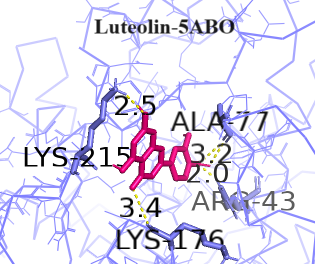 Luteolin-5ABO
2.5
ALA-77
LYS-215
3.2
2.0
ARG-43
3.4
LYS-176